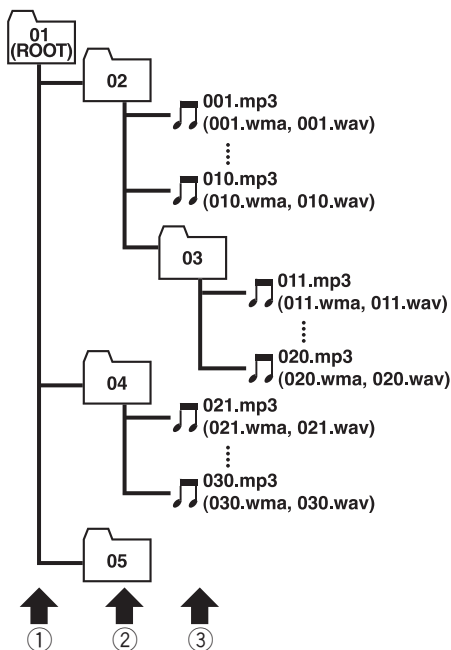 01
(ROOT)
02
001.mp3
(001.wma, 001.wav)
010.mp3
(010.wma, 010.wav)
03
011.mp3
(011.wma, 011.wav)
020.mp3
(020.wma, 020.wav)
04
021.mp3
(021.wma, 021.wav)
030.mp3
(030.wma, 030.wav)
05
① ② ③